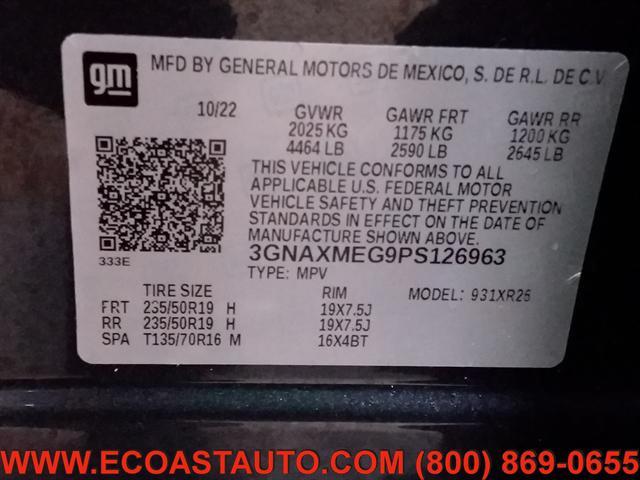 gm MFD BY GENERAL MOTORS DE MEXICO, S. DE R.L. DE C.V
10/22 GVWR GAWR FRT GAWR RR
2025 KG 1175 KG 1200 KG
4464 LB 2590 LB 2645 LB
THIS VEHICLE CONFORMS TO ALL
APPLICABLE U.S. FEDERAL MOTOR
VEHICLE SAFETY AND THEFT PREVENTION
STANDARDS IN EFFECT ON THE DATE OF
MANUFACTURE SHOWN ABOVE.
333E 3GNAXMEG9PS126963
TYPE: MPV
TIRE SIZE RIM MODEL: 931XR26
FRT 235/50R19 H 19X7.5J
RR 235/50R19 H 19X7.5J
SPA T135/70R16 M 16X4BT
WWW.ECOASTAUTO.COM (800) 869-0655